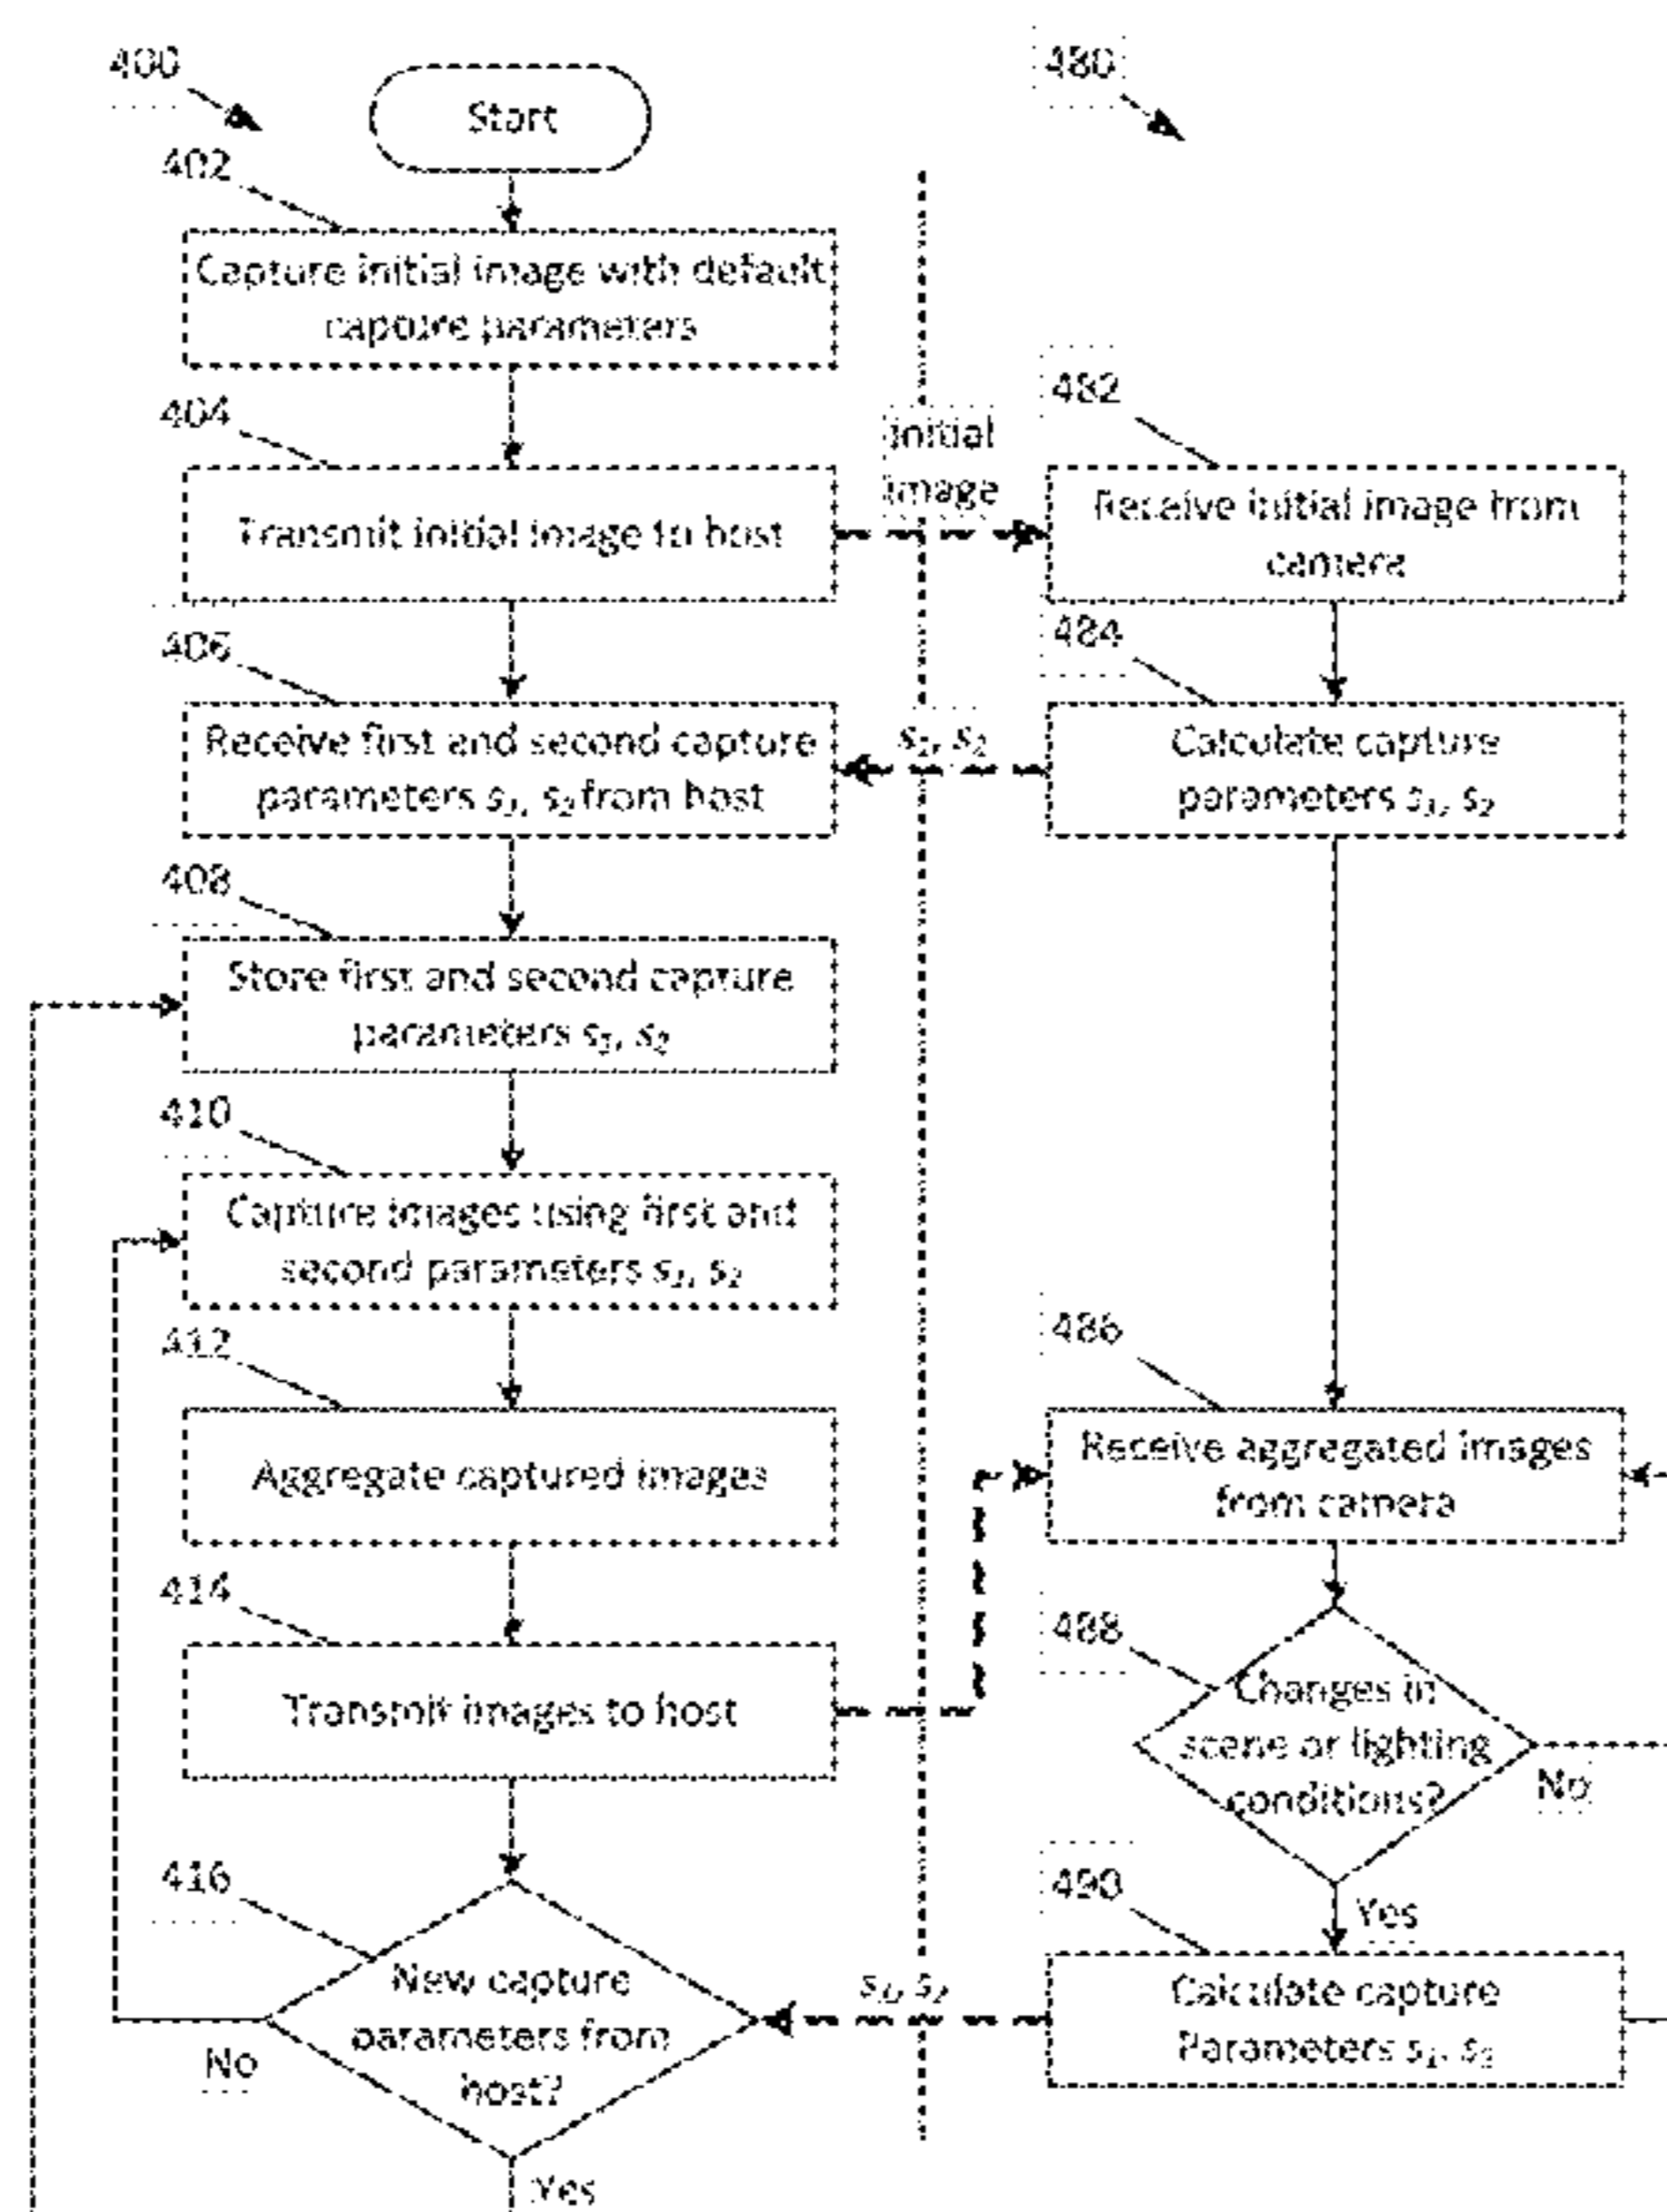 400
Start
402
Capture initial image with default
capture parameters
404
Transmit initial image to host
406
Receive first and second capture
parameters s₁, s₂ from host
408
Store first and second capture
parameters s₁, s₂
410
Capture images using first and
second parameters s₁, s₂
412
Aggregate captured images
414
Transmit images to host
416
New capture
parameters from
host?
No
Yes
initial
image
s₁, s₂
s₁, s₂
480
482
Receive initial image from
camera
484
Calculate capture
parameters s₁, s₂
486
Receive aggregated images
from camera
488
Changes in
scene or lighting
conditions?
No
Yes
490
Calculate capture
Parameters s₁, s₂